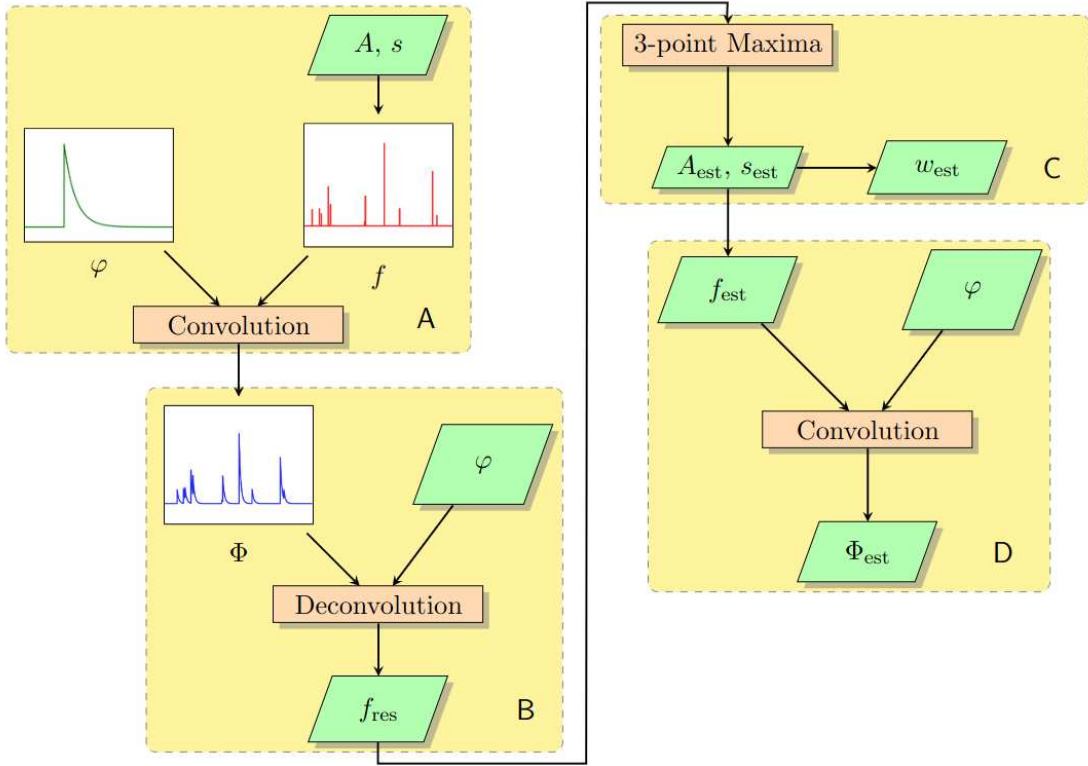 A, s
φ
f
Convolution
A
Φ
φ
Deconvolution
f_res
B
3-point Maxima
A_est, s_est
w_est
C
f_est
φ
Convolution
Φ_est
D